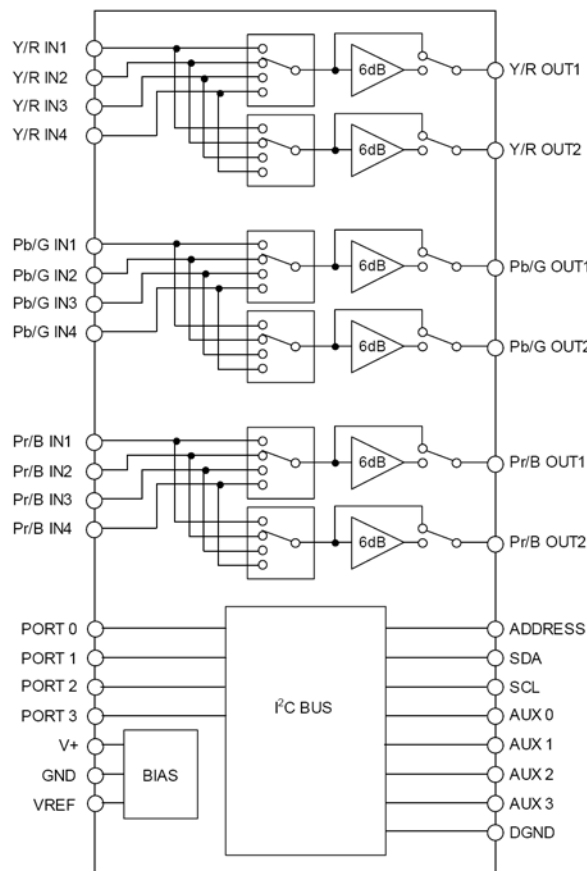 Y/R IN1
Y/R IN2
Y/R IN3
Y/R IN4
6dB
6dB
Y/R OUT1
Y/R OUT2
Pb/G IN1
Pb/G IN2
Pb/G IN3
Pb/G IN4
6dB
6dB
Pb/G OUT1
Pb/G OUT2
Pr/B IN1
Pr/B IN2
Pr/B IN3
Pr/B IN4
6dB
6dB
Pr/B OUT1
Pr/B OUT2
PORT 0
PORT 1
PORT 2
PORT 3
V+
GND
VREF
BIAS
I²C BUS
ADDRESS
SDA
SCL
AUX 0
AUX 1
AUX 2
AUX 3
DGND